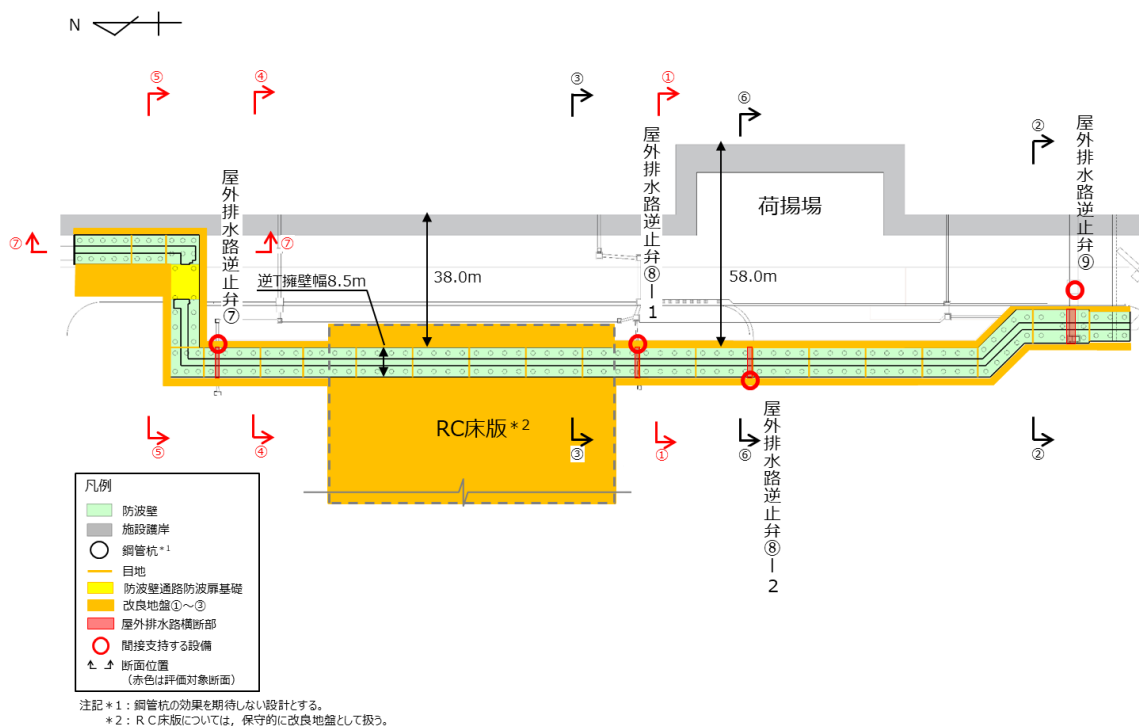 N
⑤
④
③
①
⑥
②
屋外排水路逆止弁⑦
屋外排水路逆止弁⑧ー1
屋外排水路逆止弁⑨
荷揚場
⑦
⑦
逆T擁壁幅8.5m
38.0m
58.0m
RC床版*2
屋外排水路逆止弁⑧ー2
⑤
④
③
①
⑥
②
凡例
防波壁
施設護岸
鋼管杭*1
目地
防波壁通路防波扉基礎
改良地盤①～③
屋外排水路横断部
間接支持する設備
断面位置
（赤色は評価対象断面）
注記*1：鋼管杭の効果を期待しない設計とする。
*2：ＲＣ床版については，保守的に改良地盤として扱う。